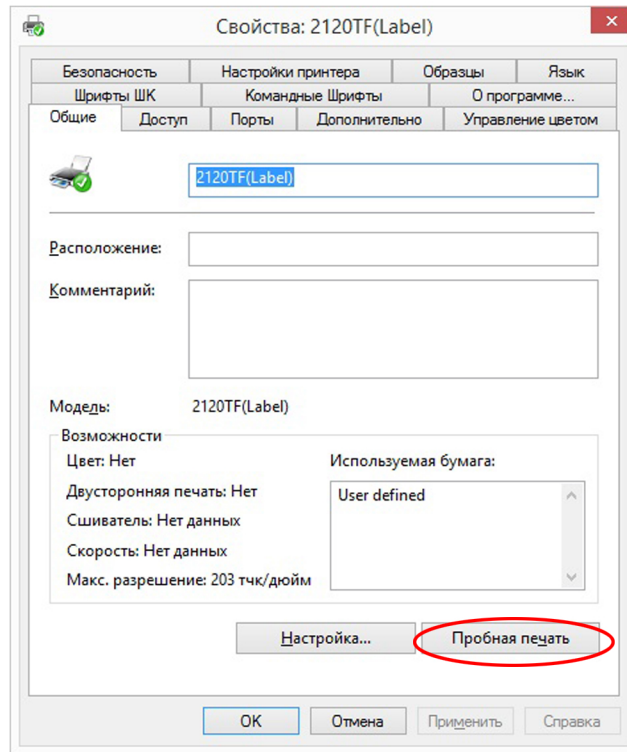 Свойства: 2120TF(Label)
Безопасность Настройки принтера Образцы Язык
Шрифты ШК Командные Шрифты О программе...
Общие Доступ Порты Дополнительно Управление цветом
2120TF(Label)
Расположение:
Комментарий:
Модель: 2120TF(Label)
Возможности
Цвет: Нет Используемая бумага:
Двусторонняя печать: Нет User defined
Сшиватель: Нет данных
Скорость: Нет данных
Макс. разрешение: 203 тчк/дюйм
Настройка... Пробная печать
OK Отмена Применить Справка